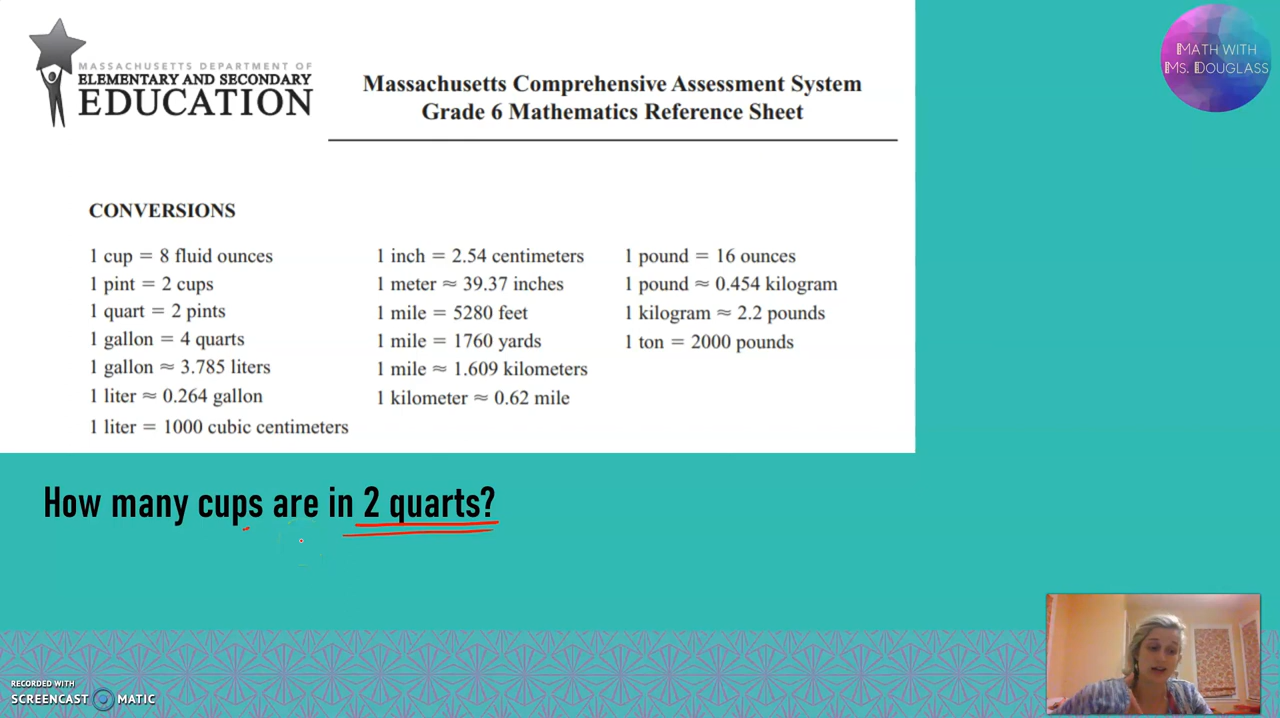 MASSACHUSETTS DEPARTMENT OF
ELEMENTARY AND SECONDARY
EDUCATION
Massachusetts Comprehensive Assessment System
Grade 6 Mathematics Reference Sheet
MATH WITH
MS. DOUGLASS
CONVERSIONS
1 cup = 8 fluid ounces
1 pint = 2 cups
1 quart = 2 pints
1 gallon = 4 quarts
1 gallon ≈ 3.785 liters
1 liter ≈ 0.264 gallon
1 liter = 1000 cubic centimeters
1 inch = 2.54 centimeters
1 meter ≈ 39.37 inches
1 mile = 5280 feet
1 mile = 1760 yards
1 mile ≈ 1.609 kilometers
1 kilometer ≈ 0.62 mile
1 pound = 16 ounces
1 pound ≈ 0.454 kilogram
1 kilogram ≈ 2.2 pounds
1 ton = 2000 pounds
How many cups are in 2 quarts?
RECORDED WITH
SCREENCAST MATIC